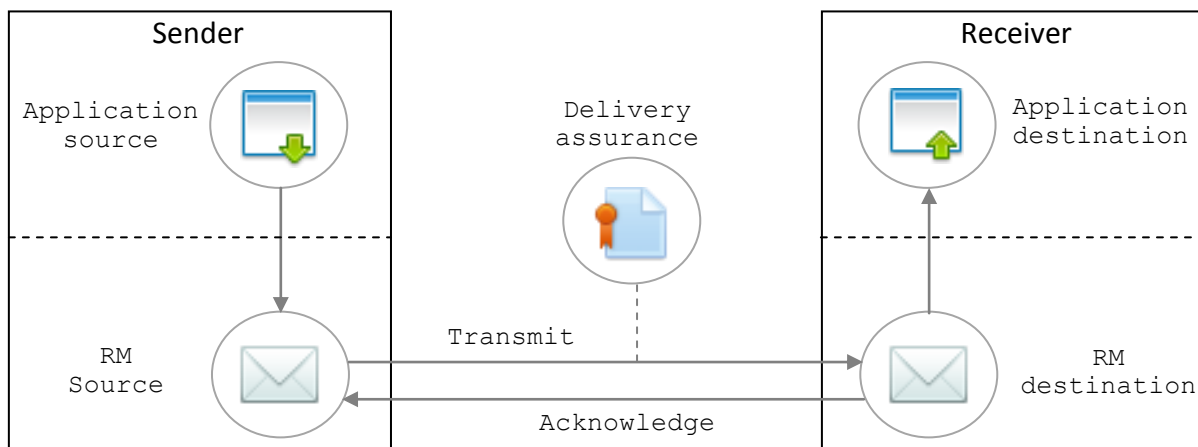 Sender
Receiver
Application
source
Delivery
assurance
Application
destination
Transmit
RM
Source
RM
destination
Acknowledge